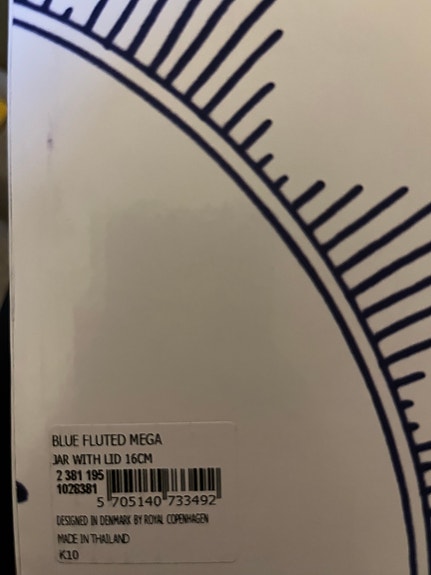 BLUE FLUTED MEGA
JAR WITH LID 16CM
2 381 195
1026381
5 705140 733492
DESIGNED IN DENMARK BY ROYAL COPENHAGEN
MADE IN THAILAND
K10